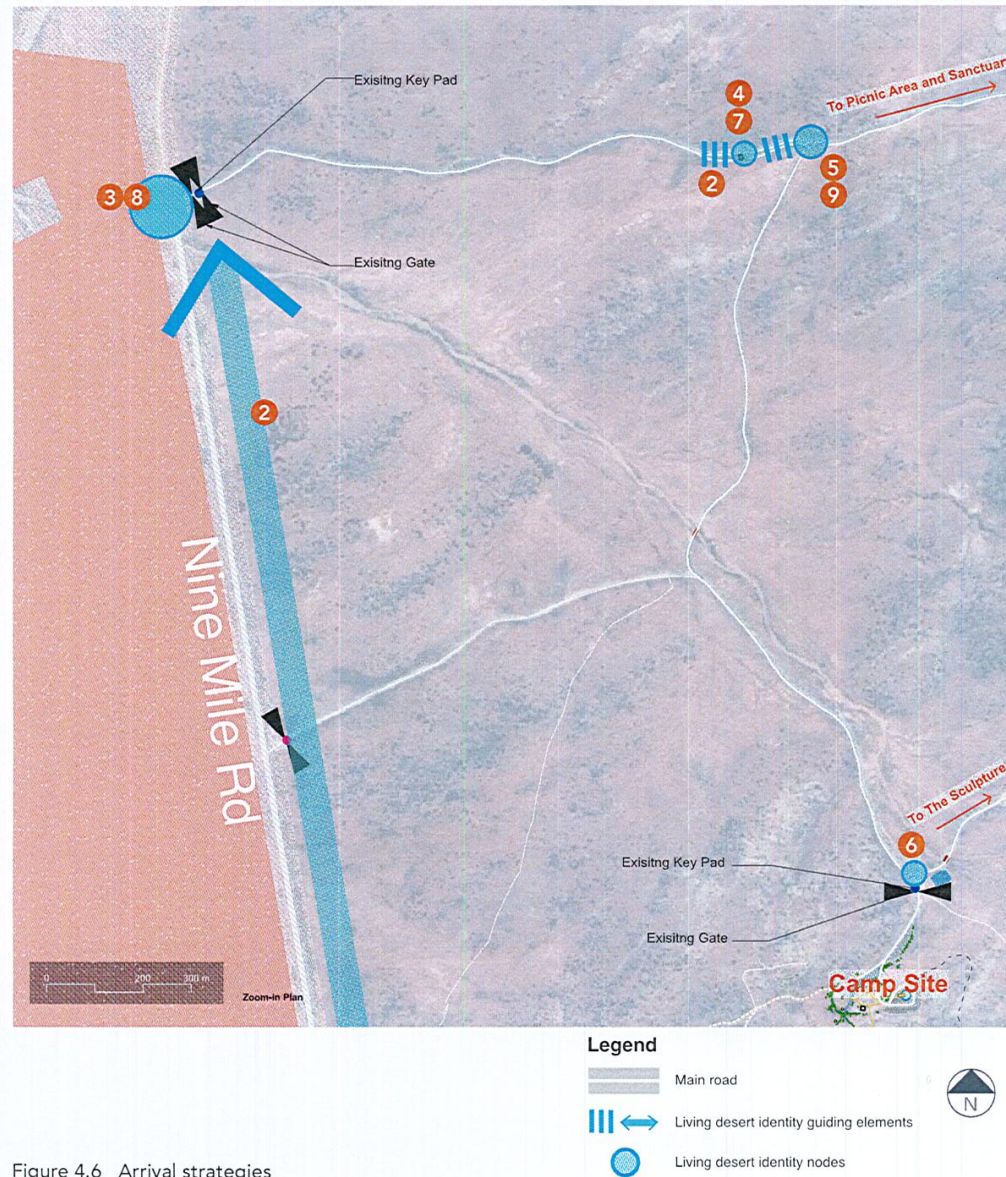 Exisitng Key Pad
4
7
To Picnic Area and Sanctuar
3
8
2
5
9
Exisitng Gate
2
Nine Mile Rd
To The Sculpture
6
Exisitng Key Pad
Exisitng Gate
Camp Site
0
200
300 m
Zoom-in Plan
Legend
Main road
N
Living desert identity guiding elements
Living desert identity nodes
Figure 4.6 Arrival strategies